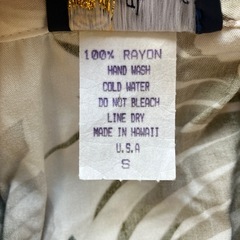 100% RAYON
HAND WASH
COLD WATER
DO NOT BLEACH
LINE DRY
MADE IN HAWAII
U.S.A
S